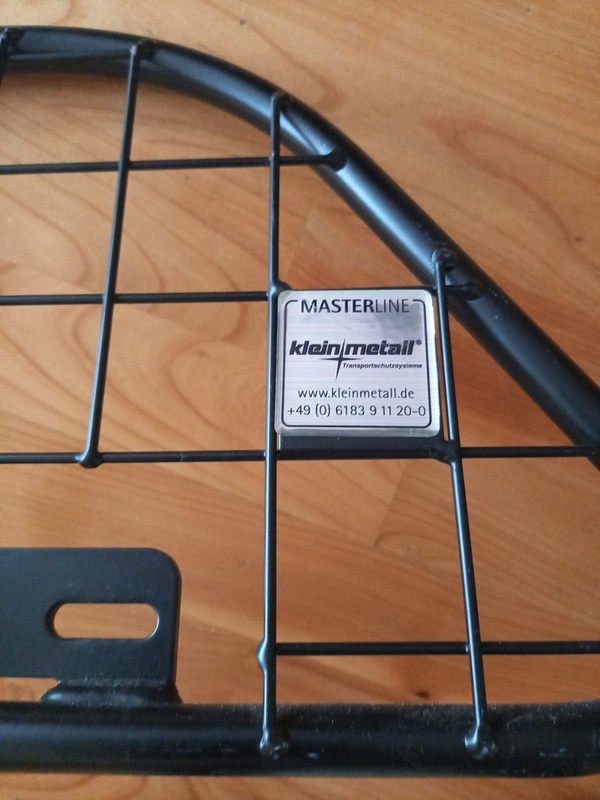 MASTERLINE
kleinmetall®
Transportschutzsysteme
www.kleinmetall.de
+49 (0) 6183 9 11 20-0